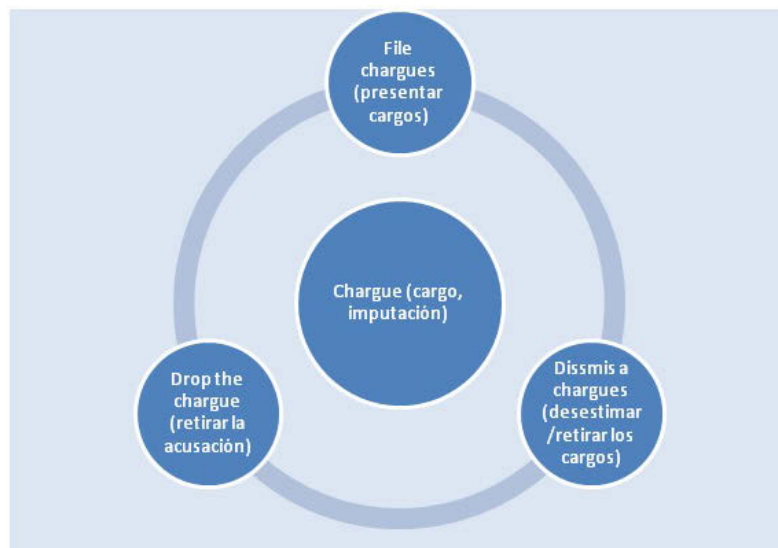 File
chargues
(presentar
cargos)
Chargue (cargo,
imputación)
Drop the
chargue
(retirar la
acusación)
Dissmis a
chargues
(desestimar
/retirar los
cargos)